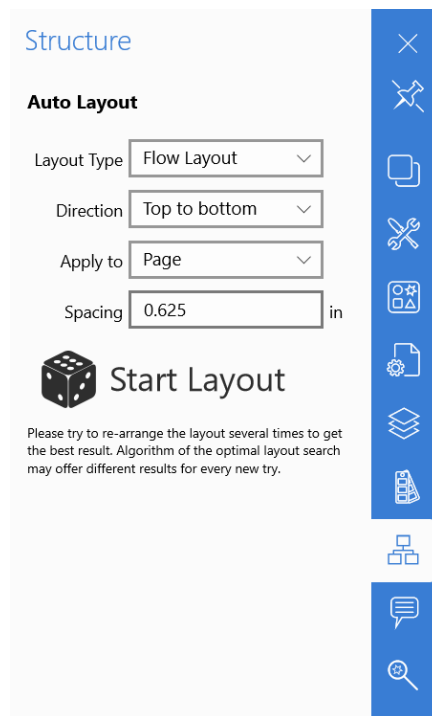 Structure
Auto Layout
Layout Type Flow Layout
Direction Top to bottom
Apply to Page
Spacing 0.625 in
Start Layout
Please try to re-arrange the layout several times to get
the best result. Algorithm of the optimal layout search
may offer different results for every new try.